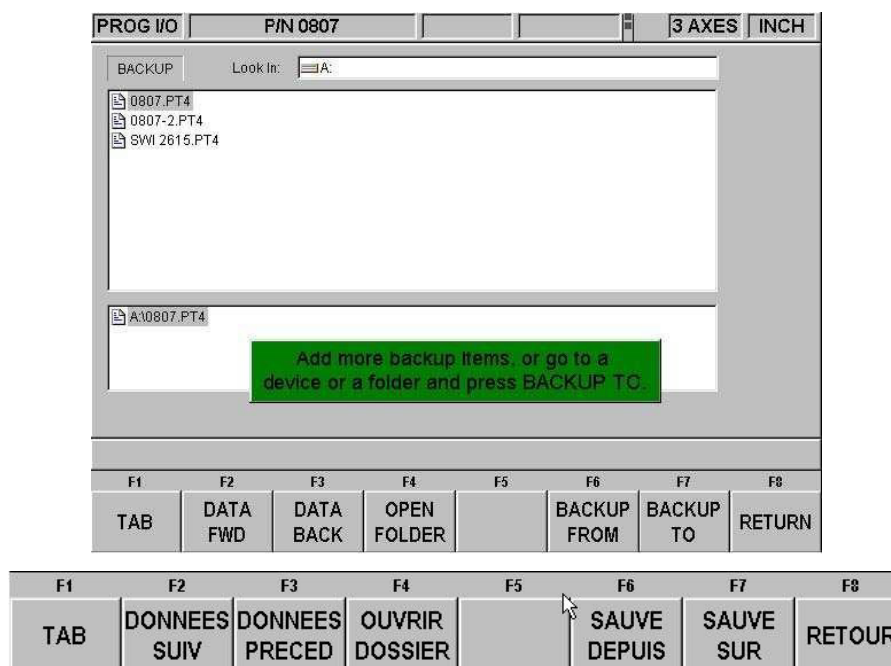 PROG I/O P/N 0807 3 AXES INCH
BACKUP Look In: A:
0807.PT4
0807-2.PT4
SWI 2615.PT4
A:\0807.PT4
Add more backup items, or go to a
device or a folder and press BACKUP TO.
F1 F2 F3 F4 F5 F6 F7 F8
TAB DATA FWD DATA BACK OPEN FOLDER BACKUP FROM BACKUP TO RETURN
F1 F2 F3 F4 F5 F6 F7 F8
TAB DONNEES SUIV DONNEES PRECED OUVRIR DOSSIER SAUVE DEPUIS SAUVE SUR RETOUR